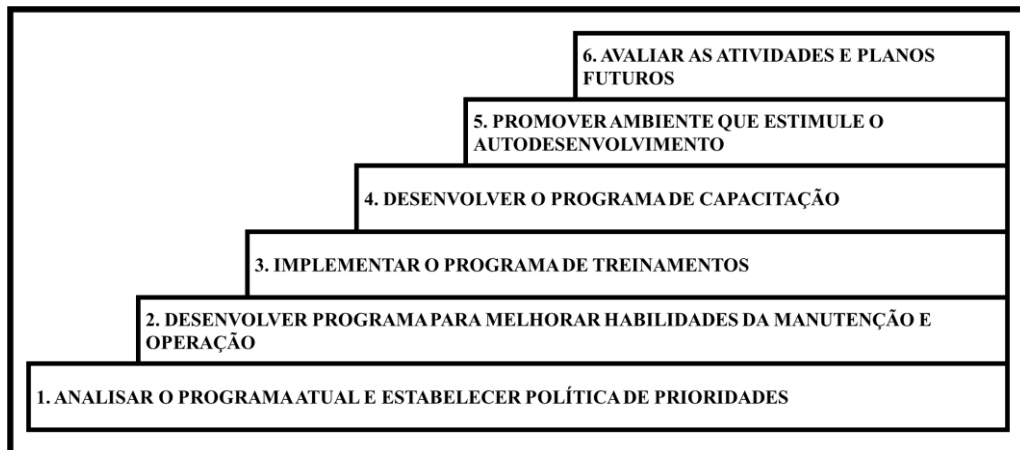 6. AVALIAR AS ATIVIDADES E PLANOS
FUTUROS
5. PROMOVER AMBIENTE QUE ESTIMULE O
AUTODESENVOLVIMENTO
4. DESENVOLVER O PROGRAMA DE CAPACITAÇÃO
3. IMPLEMENTAR O PROGRAMA DE TREINAMENTOS
2. DESENVOLVER PROGRAMA PARA MELHORAR HABILIDADES DA MANUTENÇÃO E
OPERAÇÃO
1. ANALISAR O PROGRAMA ATUAL E ESTABELECER POLÍTICA DE PRIORIDADES